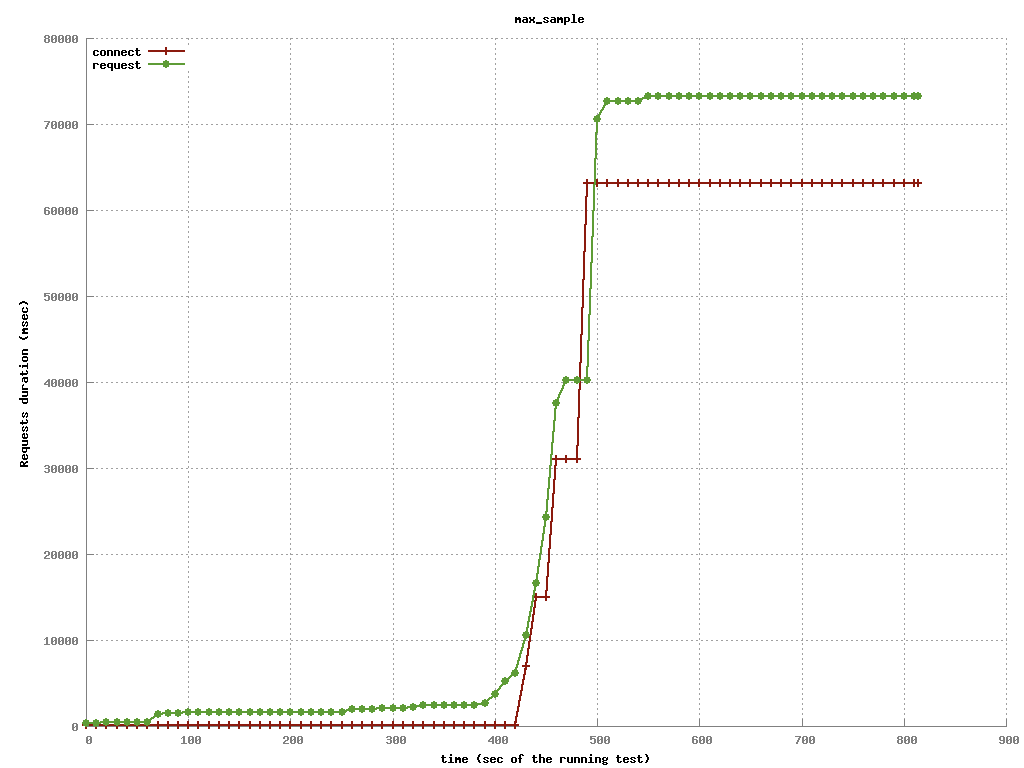 max_sample
80000
connect
request
70000
60000
50000
40000
30000
20000
10000
0
Requests duration (msec)
0 100 200 300 400 500 600 700 800 900
time (sec of the running test)